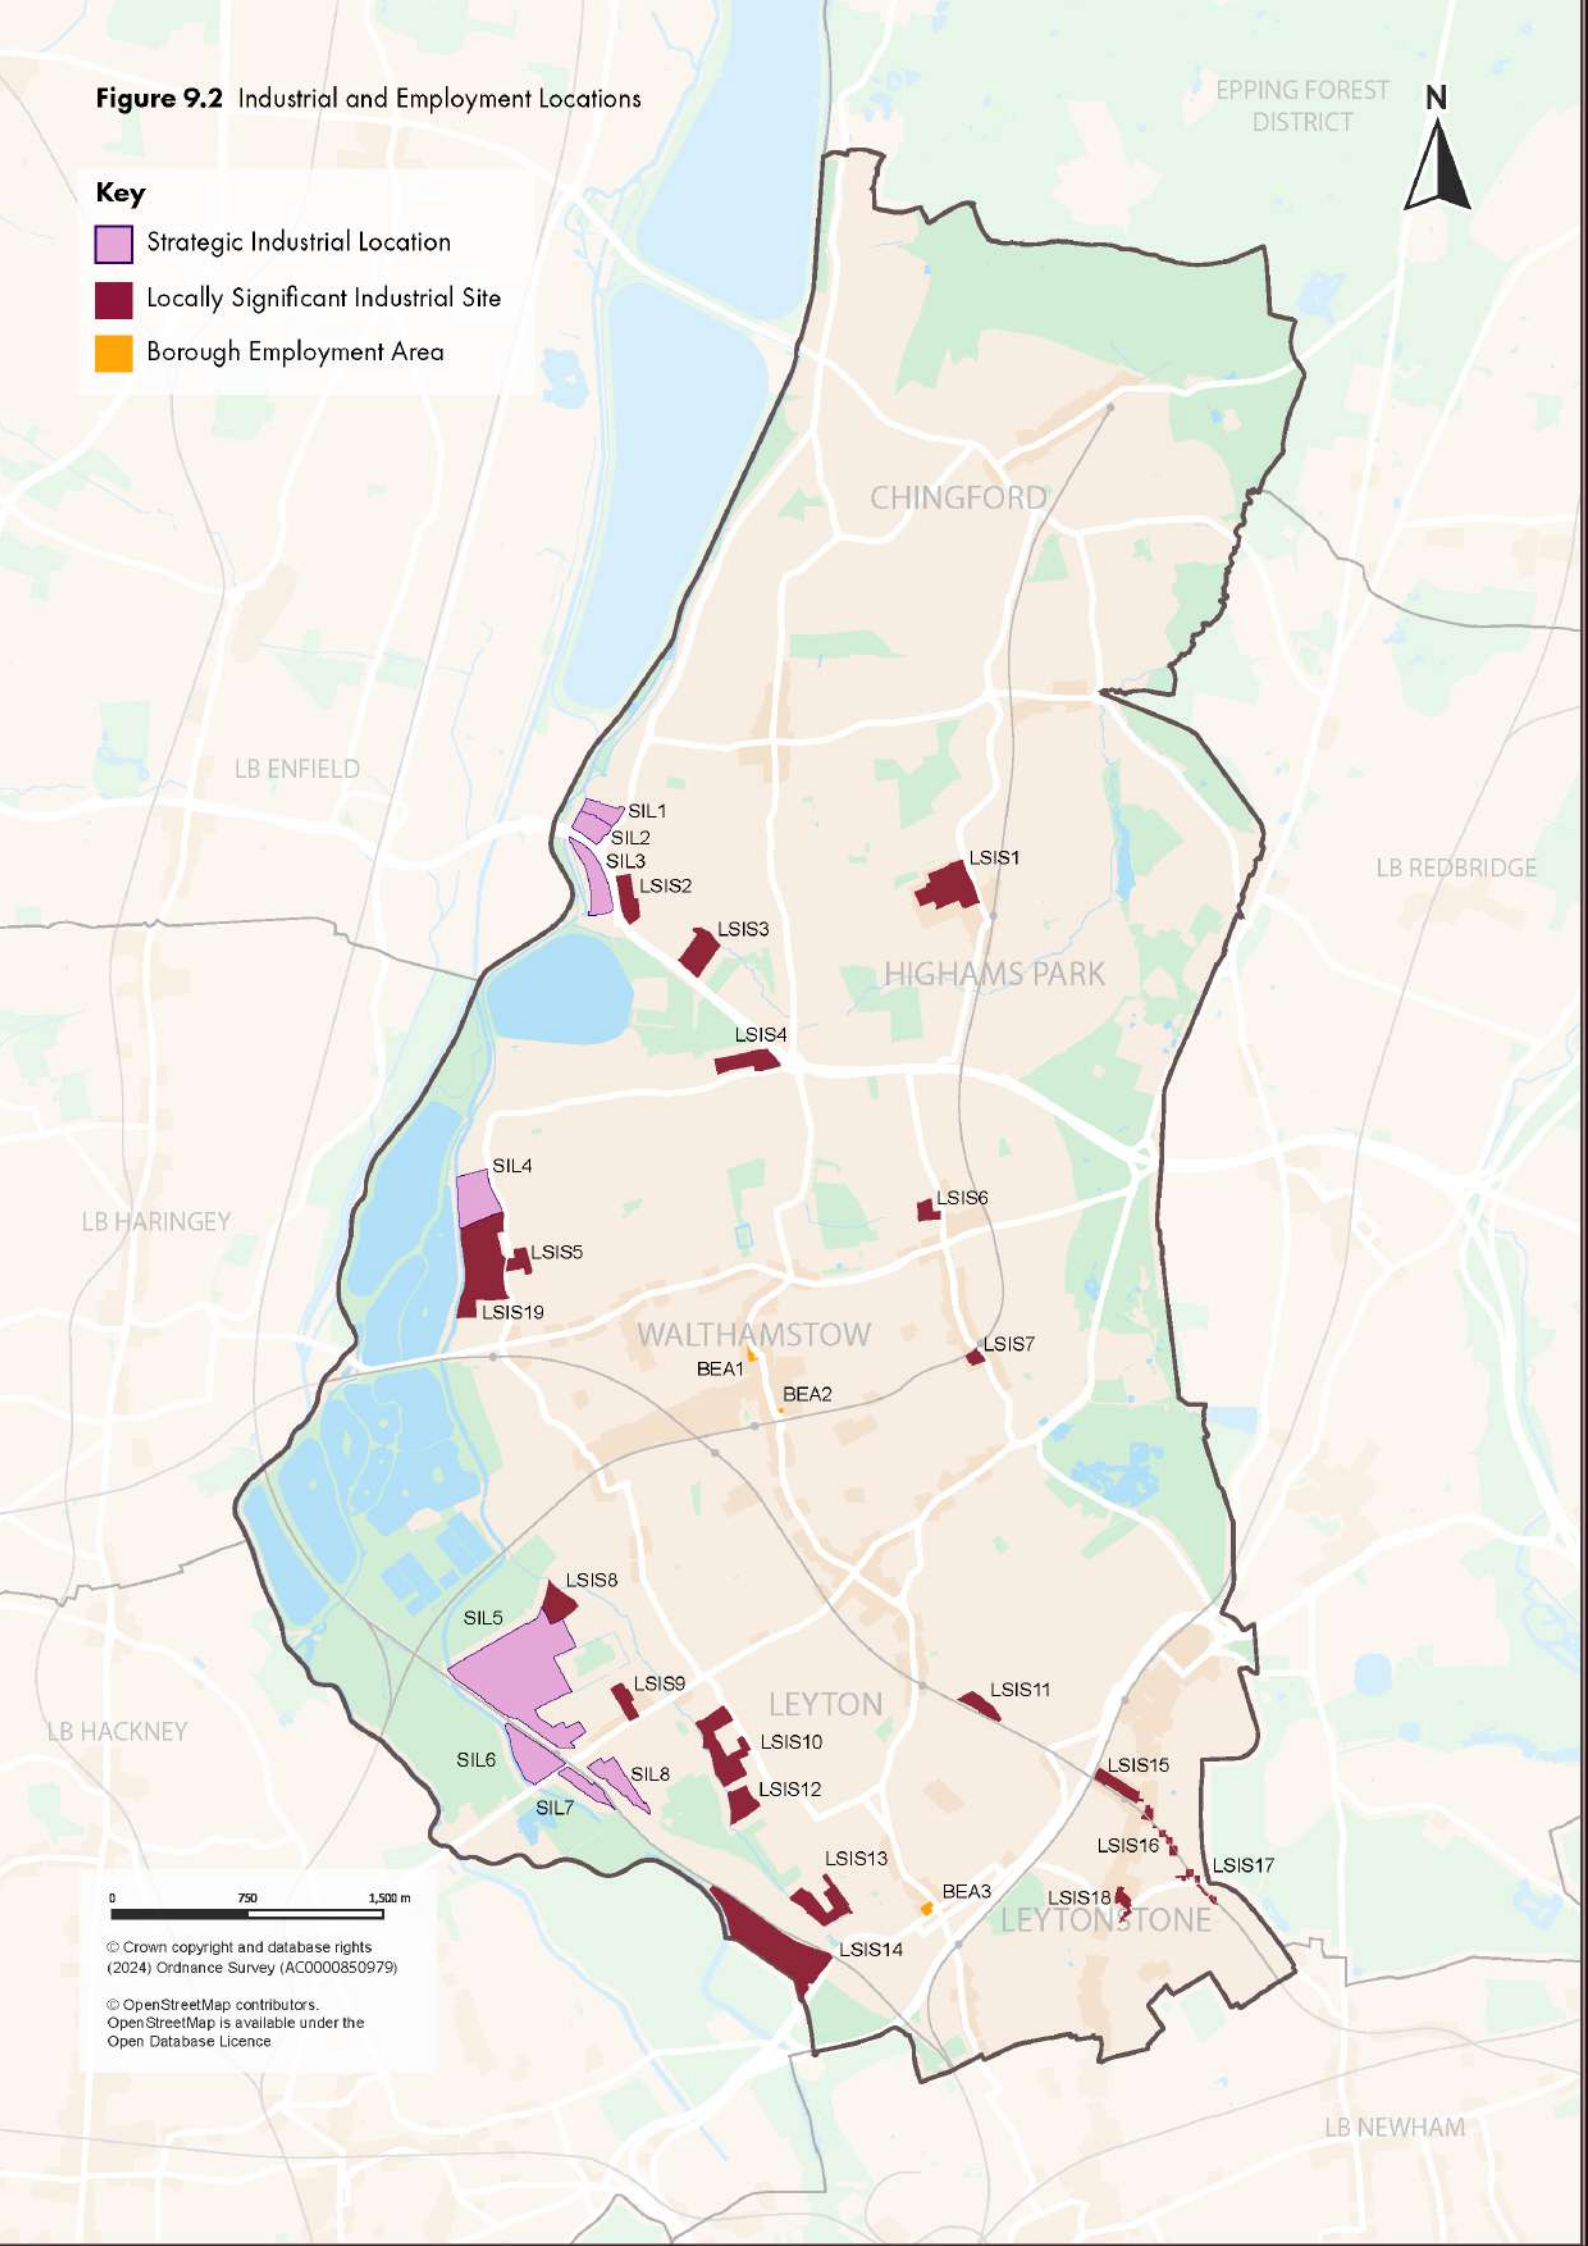 Figure 9.2 Industrial and Employment Locations
EPPING FOREST
DISTRICT
N
Key
Strategic Industrial Location
Locally Significant Industrial Site
Borough Employment Area
CHINGFORD
LB ENFIELD
SIL1
SIL2
SIL3
LSIS2
LSIS1
LB REDBRIDGE
LSIS3
HIGHAMS PARK
LSIS4
SIL4
LSIS6
LB HARINGEY
LSIS5
LSIS19
WALTHAMSTOW
LSIS7
BEA1
BEA2
LSIS8
SIL5
LSIS9
LSIS11
LEYTON
LB HACKNEY
LSIS10
SIL6
LSIS15
SIL8
LSIS12
SIL7
LSIS16
LSIS13
LSIS17
BEA3
LSIS18
LEYTONSTONE
LSIS14
0 750 1,500 m
© Crown copyright and database rights
(2024) Ordnance Survey (AC0000850979)
© OpenStreetMap contributors.
OpenStreetMap is available under the
Open Database Licence
LB NEWHAM